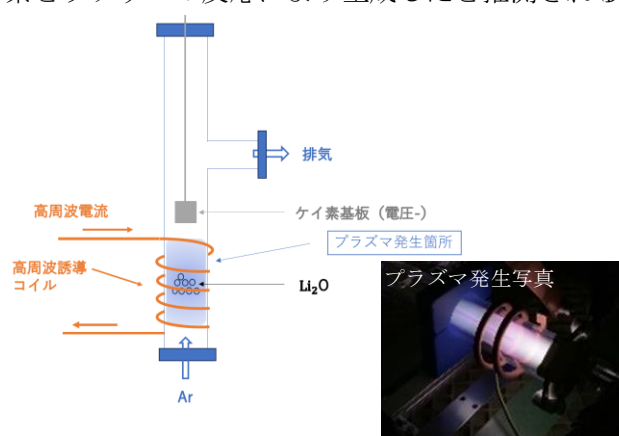 排気
高周波電流
ケイ素基板（電圧-）
プラズマ発生箇所
高周波誘導
コイル
Li₂O
プラズマ発生写真
Ar